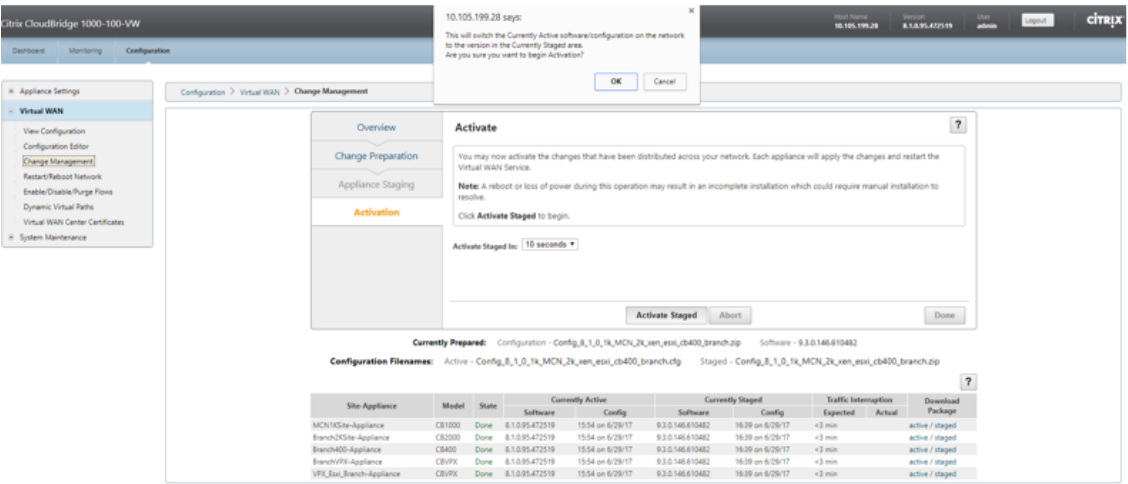 Citrix CloudBridge 1000-100-VW
Host Name
10.105.199.28
Version
8.1.0.95.472519
User
admin
Logout
CITRIX
Dashboard Monitoring Configuration
10.105.199.28 says:
This will switch the Currently Active software/configuration on the network
to the version in the Currently Staged area.
Are you sure you want to begin Activation?
OK Cancel
Appliance Settings
Virtual WAN
View Configuration
Configuration Editor
Change Management
Restart/Reboot Network
Enable/Disable/Purge Flows
Dynamic Virtual Paths
Virtual WAN Center Certificates
System Maintenance
Configuration > Virtual WAN > Change Management
Overview
Change Preparation
Appliance Staging
Activation
Activate
?
You may now activate the changes that have been distributed across your network. Each appliance will apply the changes and restart the
Virtual WAN Service.
Note: A reboot or loss of power during this operation may result in an incomplete installation which could require manual installation to
resolve.
Click Activate Staged to begin.
Activate Staged In: 10 seconds
Activate Staged Abort Done
Currently Prepared: Configuration - Config_8_1_0_1k_MCN_2k_xen_esxi_cb400_branch.zip Software - 9.3.0.146.610482
Configuration Filenames: Active - Config_8_1_0_1k_MCN_2k_xen_esxi_cb400_branch.cfg Staged - Config_8_1_0_1k_MCN_2k_xen_esxi_cb400_branch.zip
?
Site-Appliance Model State Currently Active Currently Staged Traffic Interruption Download
Package
Software Config Software Config Expected Actual
MCN1KSite-Appliance CB1000 Done 8.1.0.95.472519 15:54 on 6/29/17 9.3.0.146.610482 16:39 on 6/29/17 <3 min active / staged
Branch2KSite-Appliance CB2000 Done 8.1.0.95.472519 15:54 on 6/29/17 9.3.0.146.610482 16:39 on 6/29/17 <3 min active / staged
Branch400-Appliance CB400 Done 8.1.0.95.472519 15:54 on 6/29/17 9.3.0.146.610482 16:39 on 6/29/17 <3 min active / staged
BranchVPX-Appliance CBVPX Done 8.1.0.95.472519 15:54 on 6/29/17 9.3.0.146.610482 16:39 on 6/29/17 <3 min active / staged
VPX_Esxi_Branch-Appliance CBVPX Done 8.1.0.95.472519 15:54 on 6/29/17 9.3.0.146.610482 16:39 on 6/29/17 <3 min active / staged